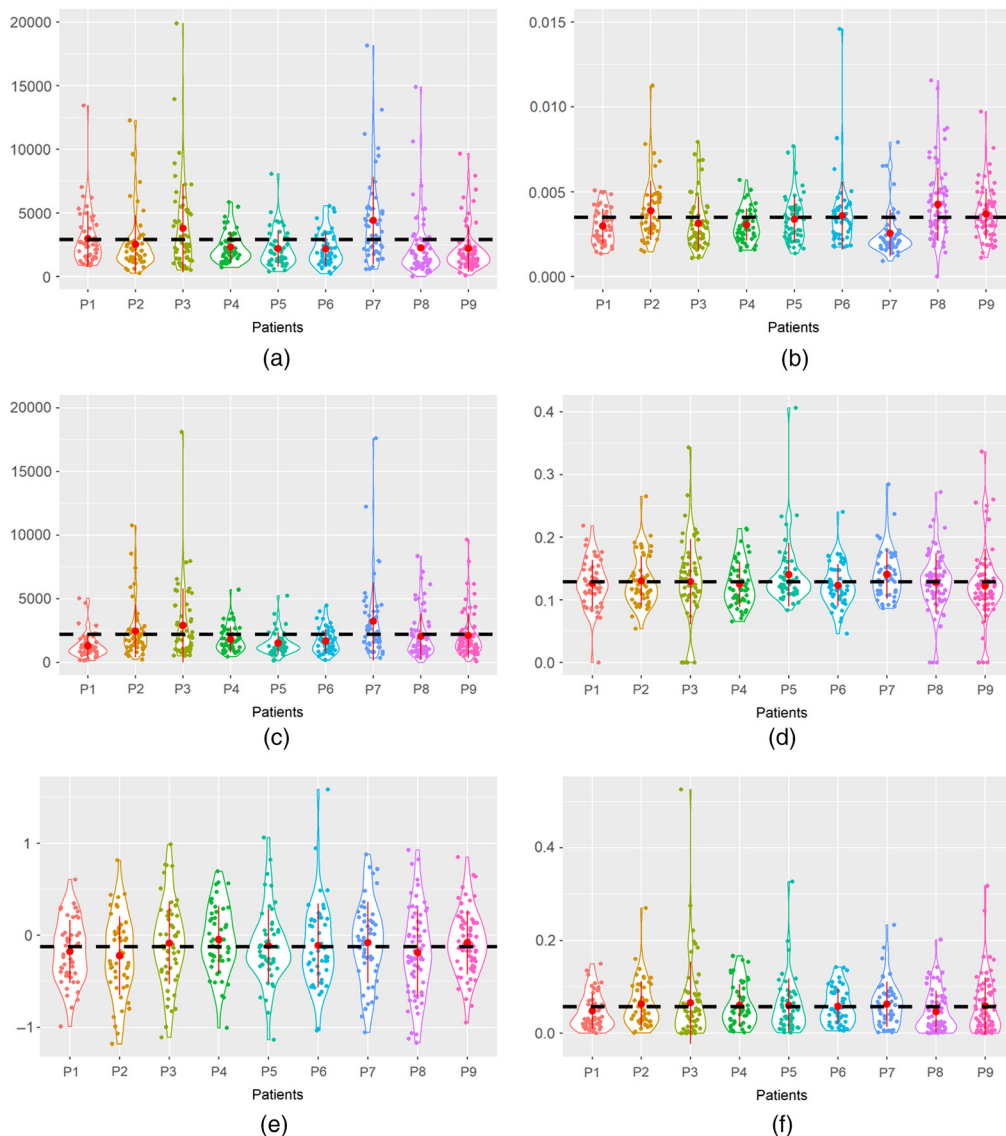 20000
15000
10000
5000
0
P1 P2 P3 P4 P5 P6 P7 P8 P9
Patients
(a)
0.015
0.010
0.005
0.000
P1 P2 P3 P4 P5 P6 P7 P8 P9
Patients
(b)
20000
15000
10000
5000
0
P1 P2 P3 P4 P5 P6 P7 P8 P9
Patients
(c)
0.4
0.3
0.2
0.1
0.0
P1 P2 P3 P4 P5 P6 P7 P8 P9
Patients
(d)
1
0
−1
P1 P2 P3 P4 P5 P6 P7 P8 P9
Patients
(e)
0.4
0.2
0.0
P1 P2 P3 P4 P5 P6 P7 P8 P9
Patients
(f)